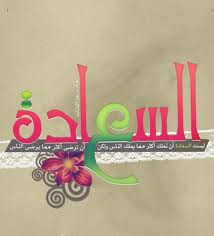 السعادة
ليست السعادة أن تملك أكثر مما يملك الناس ولكن أن ترضى أكثر مما يرضى الناس